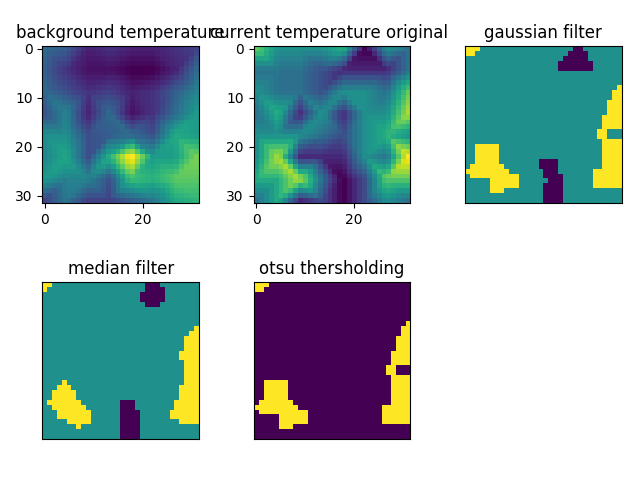 background temperature
current temperature original
gaussian filter
0
10
20
30
0
20
0
10
20
30
0
20
median filter
otsu thersholding